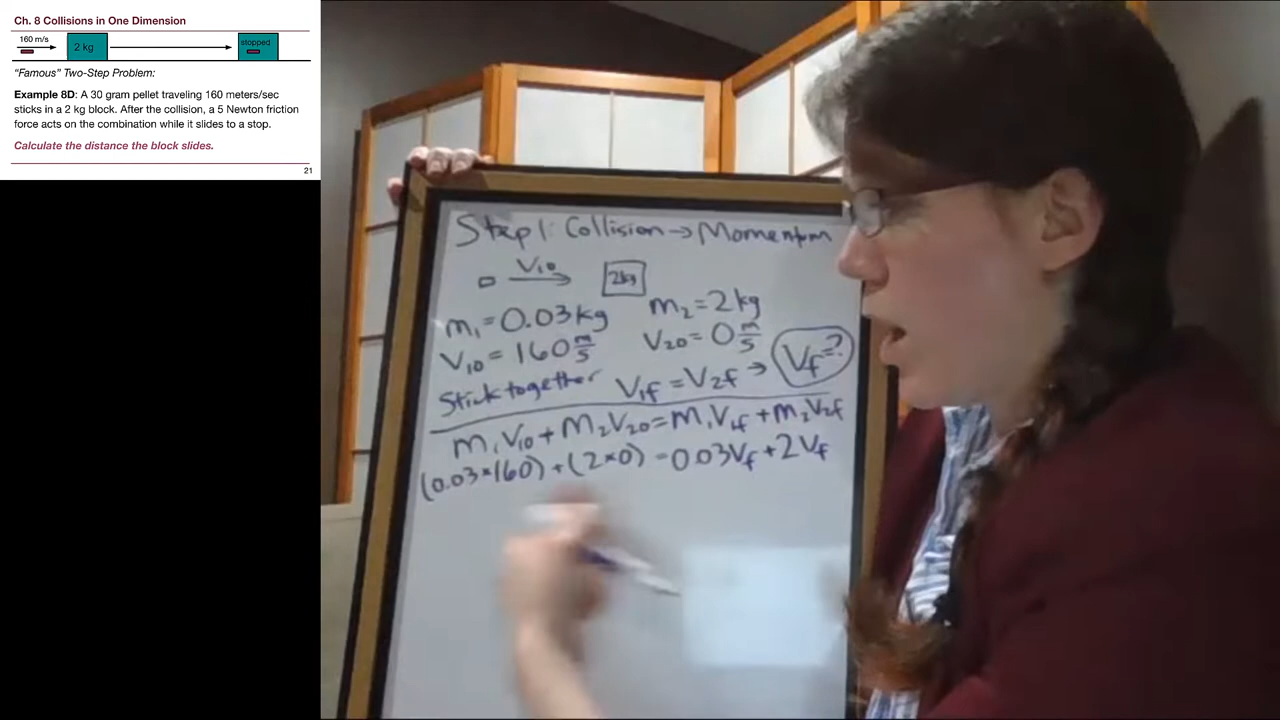 Ch. 8 Collisions in One Dimension
160 m/s
2 kg
stopped
"Famous" Two-Step Problem:
Example 8D: A 30 gram pellet traveling 160 meters/sec
sticks in a 2 kg block. After the collision, a 5 Newton friction
force acts on the combination while it slides to a stop.
Calculate the distance the block slides.
21
Step 1: Collision → Momentum
V₁₀
2kg
m₁ = 0.03 kg m₂ = 2 kg
V₁₀ = 160 m/s V₂₀ = 0 m/s
Stick together V₁f = V₂f → Vf = ?
m₁V₁₀ + m₂V₂₀ = m₁V₁f + m₂V₂f
(0.03*160) + (2*0) = 0.03Vf + 2Vf